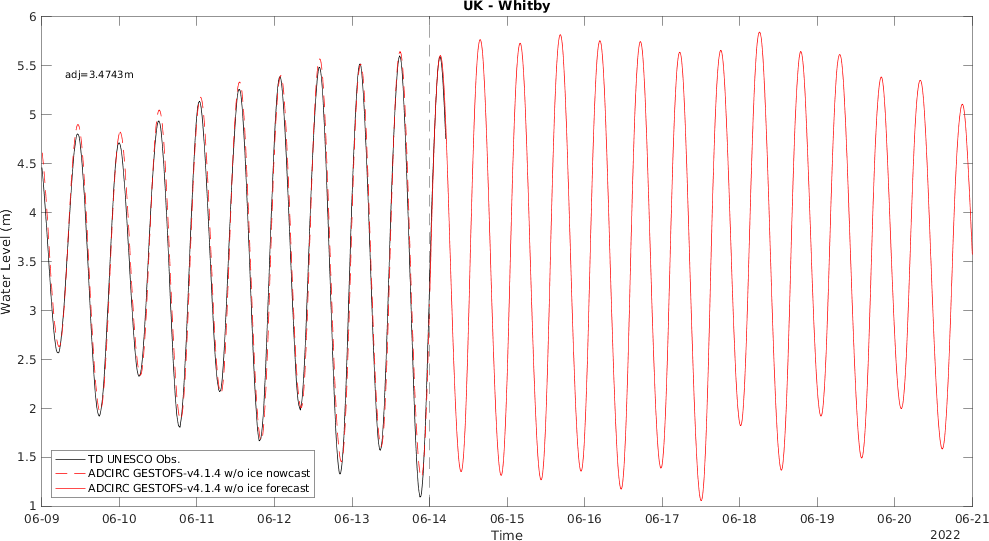 UK - Whitby
6
5.5
5
4.5
4
3.5
3
2.5
2
1.5
1
Water Level (m)
adj=3.4743m
TD UNESCO Obs.
ADCIRC GESTOFS-v4.1.4 w/o ice nowcast
ADCIRC GESTOFS-v4.1.4 w/o ice forecast
06-09 06-10 06-11 06-12 06-13 06-14 06-15 06-16 06-17 06-18 06-19 06-20 06-21
Time
2022